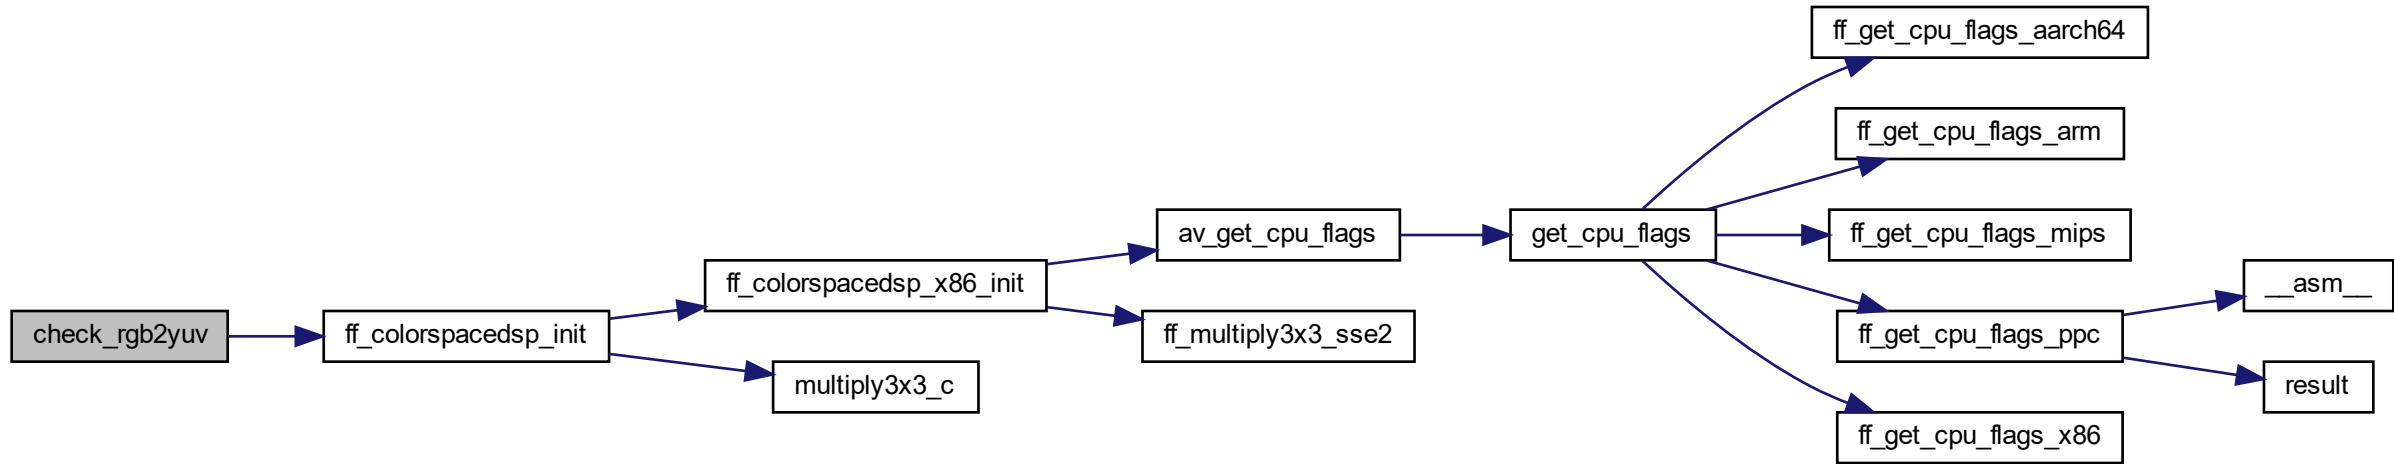 check_rgb2yuv
ff_colorspacedsp_init
ff_colorspacedsp_x86_init
multiply3x3_c
av_get_cpu_flags
ff_multiply3x3_sse2
get_cpu_flags
ff_get_cpu_flags_aarch64
ff_get_cpu_flags_arm
ff_get_cpu_flags_mips
ff_get_cpu_flags_ppc
ff_get_cpu_flags_x86
__asm__
result